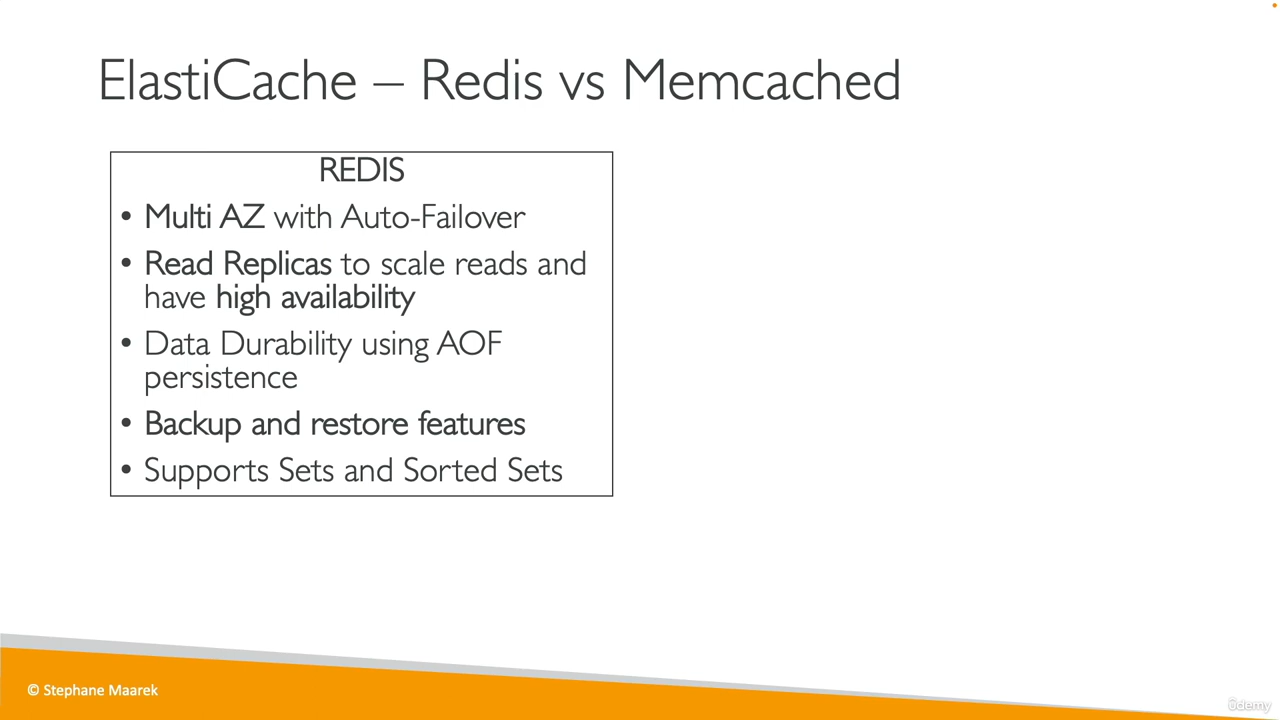 ElastiCache – Redis vs Memcached
REDIS
• Multi AZ with Auto-Failover
• Read Replicas to scale reads and
have high availability
• Data Durability using AOF
persistence
• Backup and restore features
• Supports Sets and Sorted Sets
© Stephane Maarek
ûdemy